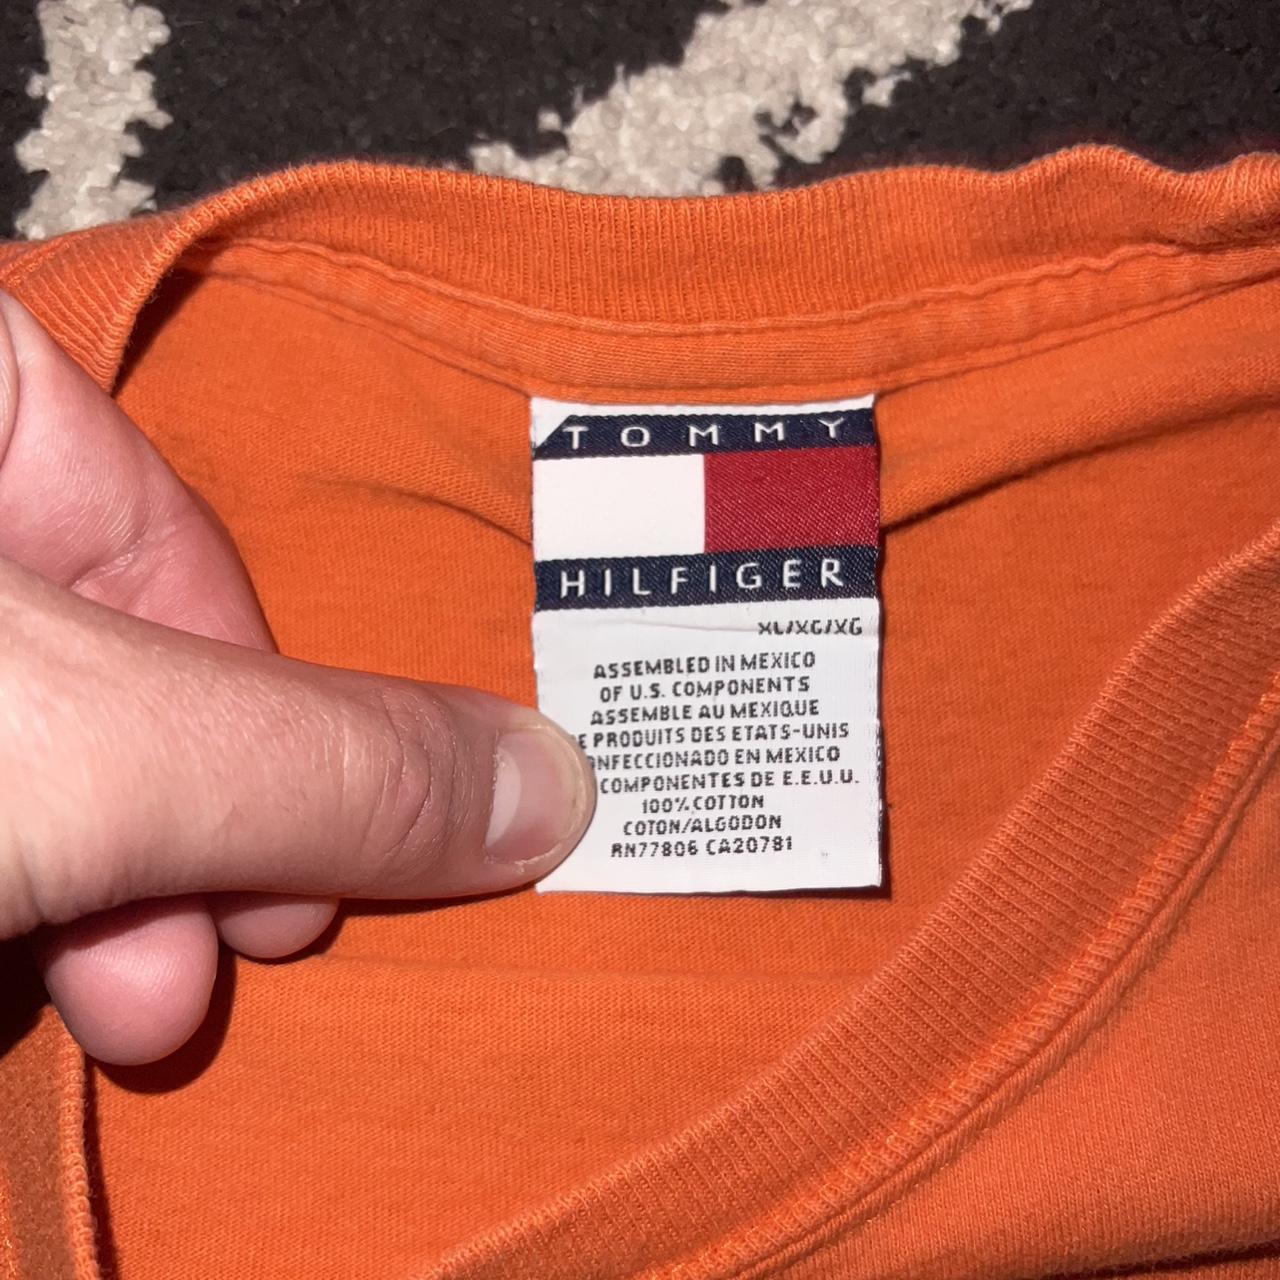 TOMMY
HILFIGER
XL/XG/XG
ASSEMBLED IN MEXICO
OF U.S. COMPONENTS
ASSEMBLE AU MEXIQUE
PRODUITS DES ETATS-UNIS
EN MEXICO
COMPONENTES DE E.E.U.U.
100% COTTON
COTON/ALGODON
RN77806 CA20781